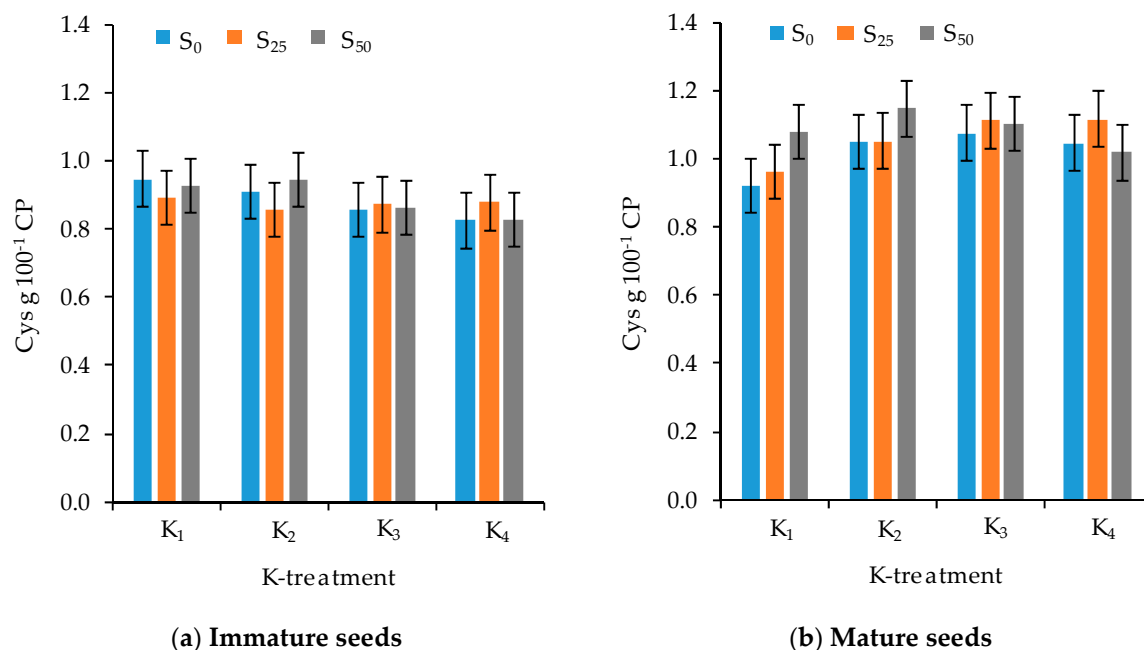 1.4
1.2
1.0
0.8
0.6
0.4
0.2
0.0
Cys g 100⁻¹ CP
S₀ S₂₅ S₅₀
K₁ K₂ K₃ K₄
K-treatment
(a) Immature seeds
1.4
1.2
1.0
0.8
0.6
0.4
0.2
0.0
Cys g 100⁻¹ CP
S₀ S₂₅ S₅₀
K₁ K₂ K₃ K₄
K-treatment
(b) Mature seeds